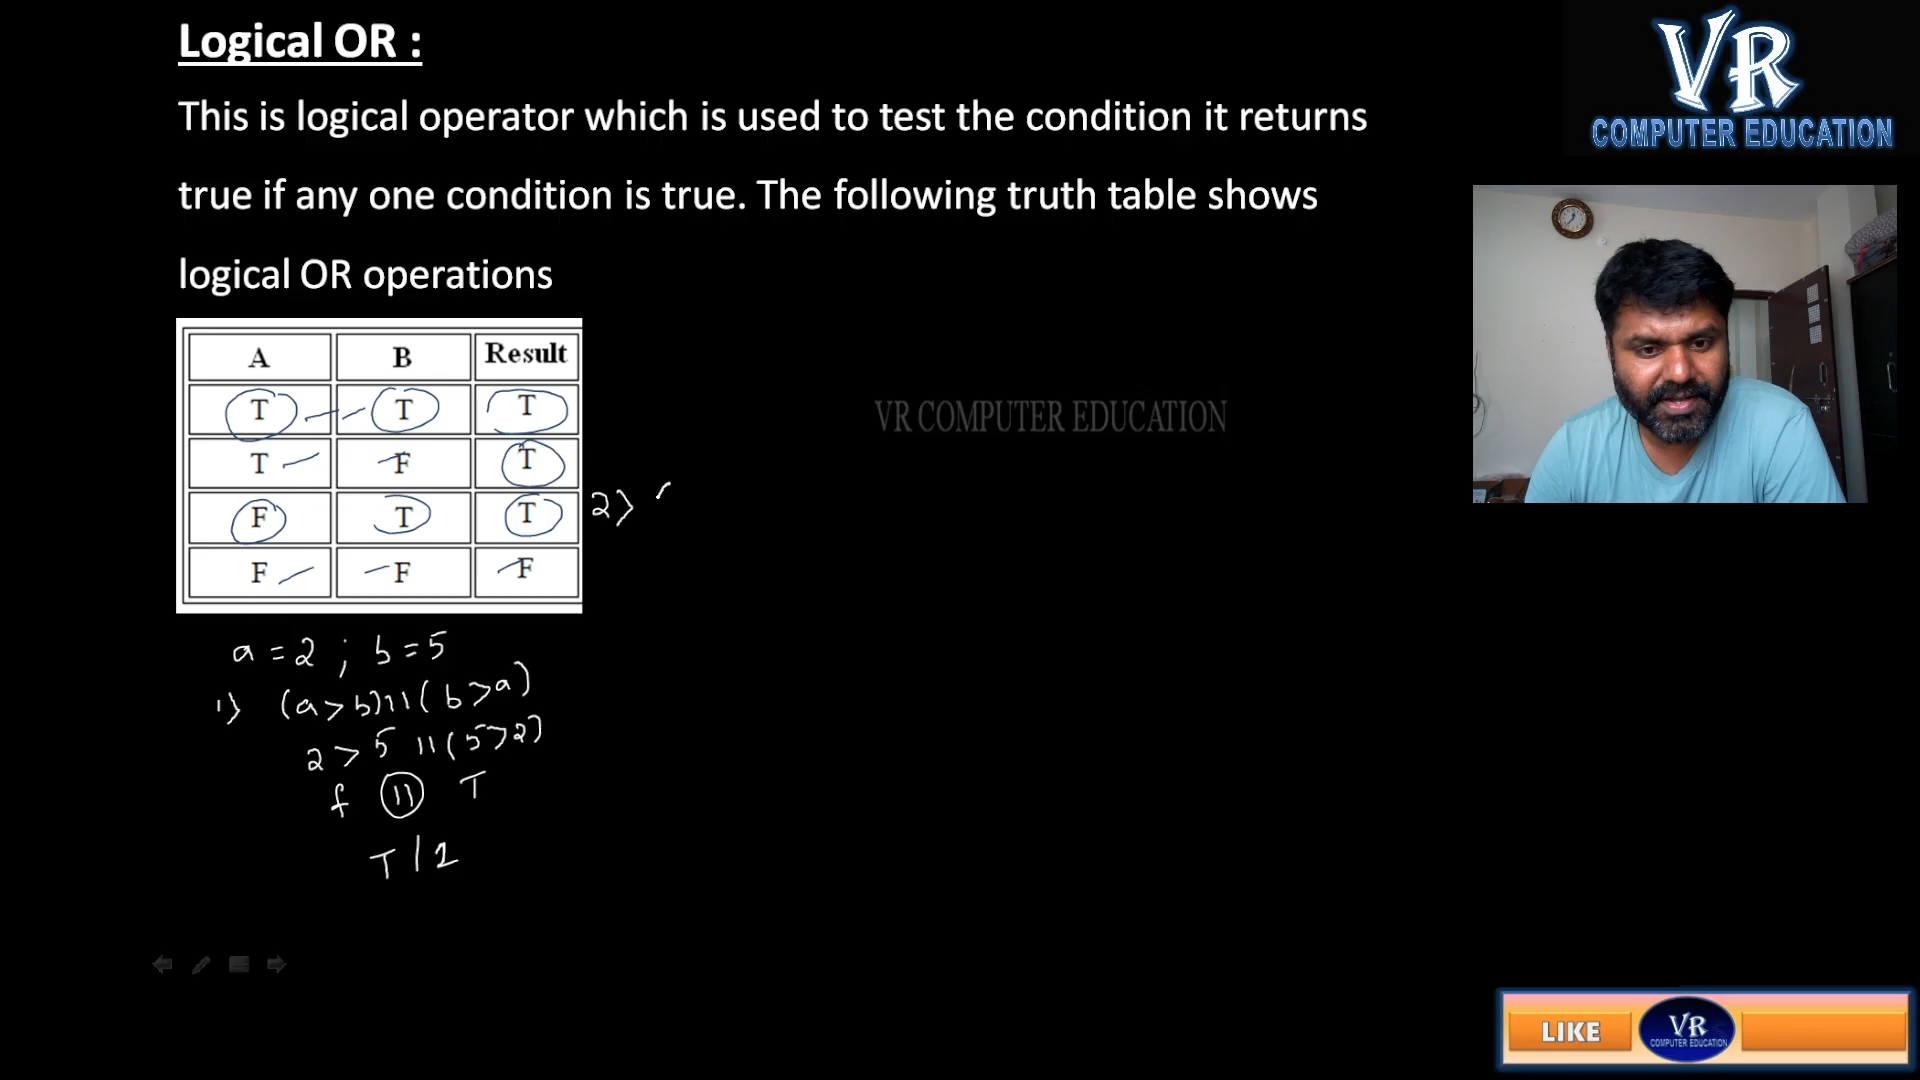 Logical OR :
This is logical operator which is used to test the condition it returns
true if any one condition is true. The following truth table shows
logical OR operations
A B Result
T T T
T F T
F T T
F F F
2)
a = 2 ; b = 5
1) (a > b) || (b > a)
2 > 5 || (5 > 2)
f || T
T / 1
VR COMPUTER EDUCATION
VR
COMPUTER EDUCATION
LIKE
VR
COMPUTER EDUCATION